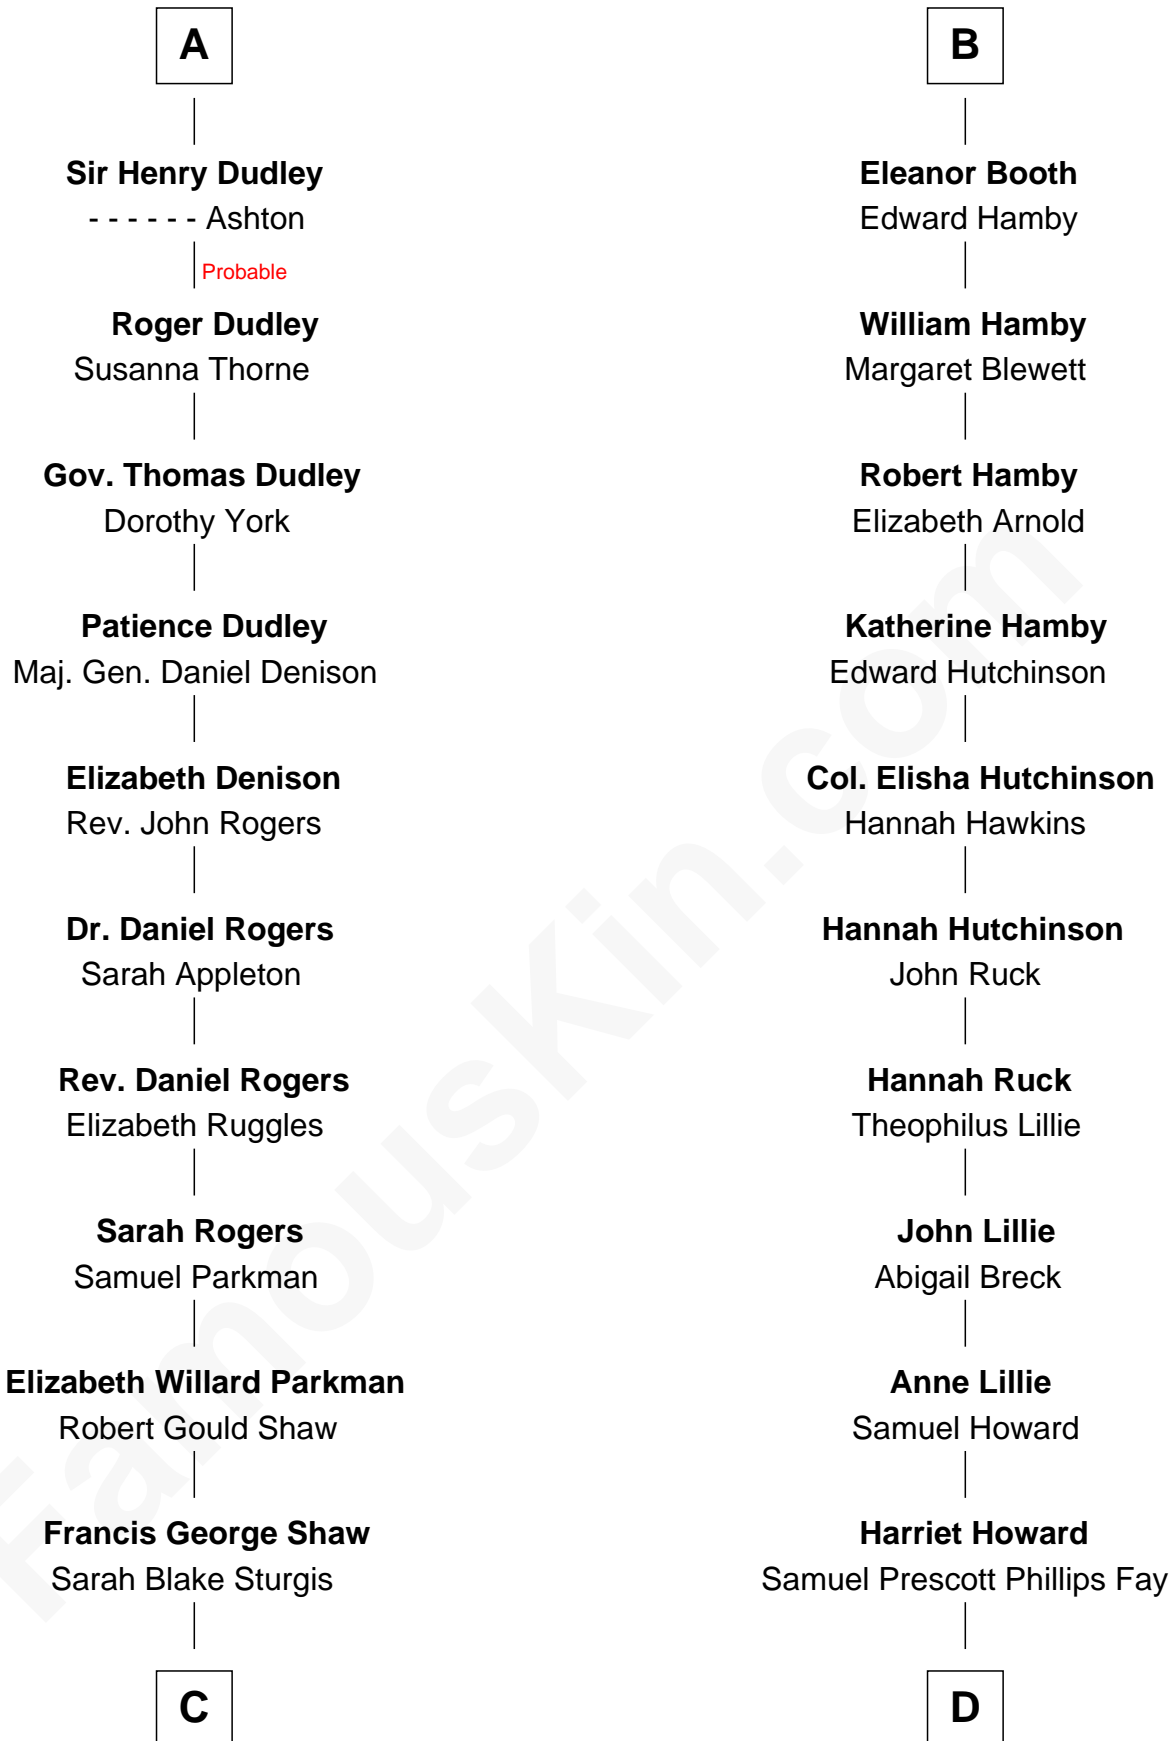 A
Sir Henry Dudley
- - - - - - Ashton
Probable
Roger Dudley
Susanna Thorne
Gov. Thomas Dudley
Dorothy York
Patience Dudley
Maj. Gen. Daniel Denison
Elizabeth Denison
Rev. John Rogers
Dr. Daniel Rogers
Sarah Appleton
Rev. Daniel Rogers
Elizabeth Ruggles
Sarah Rogers
Samuel Parkman
Elizabeth Willard Parkman
Robert Gould Shaw
Francis George Shaw
Sarah Blake Sturgis
C
B
Eleanor Booth
Edward Hamby
William Hamby
Margaret Blewett
Robert Hamby
Elizabeth Arnold
Katherine Hamby
Edward Hutchinson
Col. Elisha Hutchinson
Hannah Hawkins
Hannah Hutchinson
John Ruck
Hannah Ruck
Theophilus Lillie
John Lillie
Abigail Breck
Anne Lillie
Samuel Howard
Harriet Howard
Samuel Prescott Phillips Fay
D
FamousKin.com